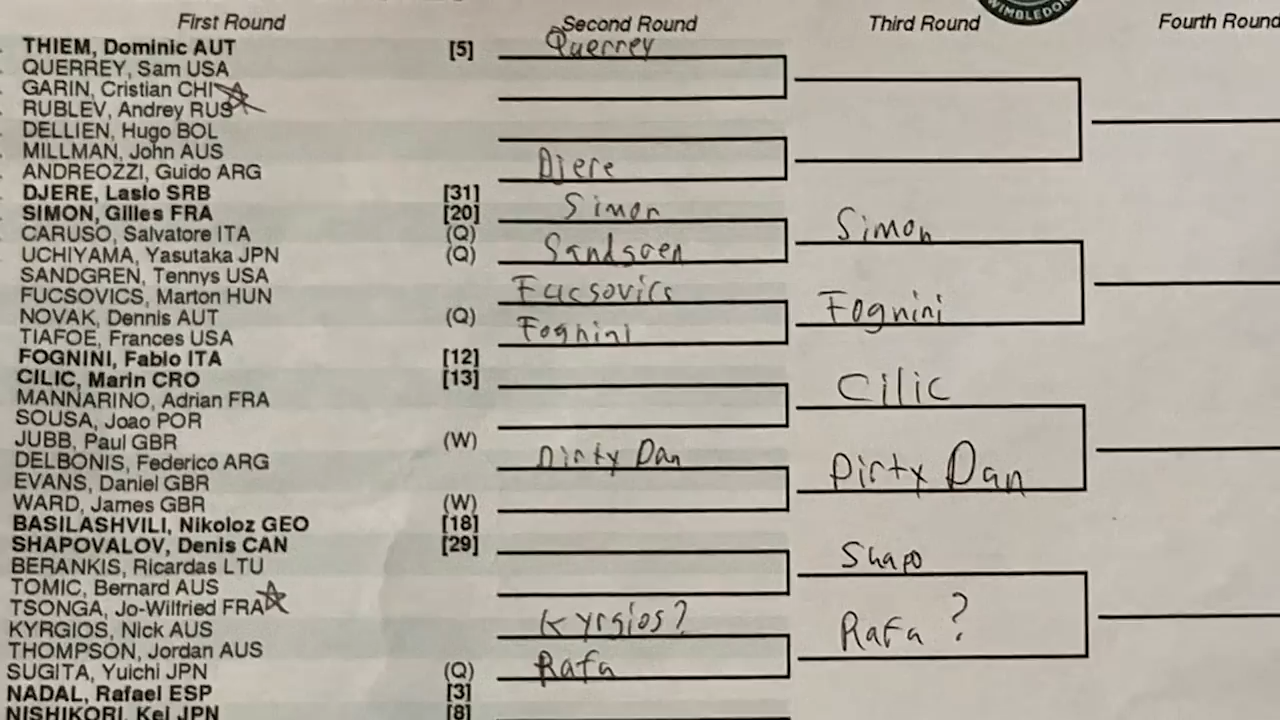 WIMBLEDON
First Round Second Round Third Round Fourth Round
THIEM, Dominic AUT [5] Querrey
QUERREY, Sam USA
GARIN, Cristian CHI
RUBLEV, Andrey RUS
DELLIEN, Hugo BOL
MILLMAN, John AUS
ANDREOZZI, Guido ARG Djere
DJERE, Laslo SRB [31]
SIMON, Gilles FRA [20] Simon
CARUSO, Salvatore ITA (Q) Simon
UCHIYAMA, Yasutaka JPN (Q) Sandgren
SANDGREN, Tennys USA
FUCSOVICS, Marton HUN Fucsovics
NOVAK, Dennis AUT (Q) Fognini
TIAFOE, Frances USA Fognini
FOGNINI, Fabio ITA [12]
CILIC, Marin CRO [13] Cilic
MANNARINO, Adrian FRA
SOUSA, Joao POR
JUBB, Paul GBR (W)
DELBONIS, Federico ARG Dirty Dan
EVANS, Daniel GBR Dirty Dan
WARD, James GBR (W)
BASILASHVILI, Nikoloz GEO [18]
SHAPOVALOV, Denis CAN [29] Shapo
BERANKIS, Ricardas LTU
TOMIC, Bernard AUS
TSONGA, Jo-Wilfried FRA
KYRGIOS, Nick AUS Kyrgios? Rafa ?
THOMPSON, Jordan AUS
SUGITA, Yuichi JPN (Q) Rafa
NADAL, Rafael ESP [3]
NISHIKORI, Kei JPN [8]